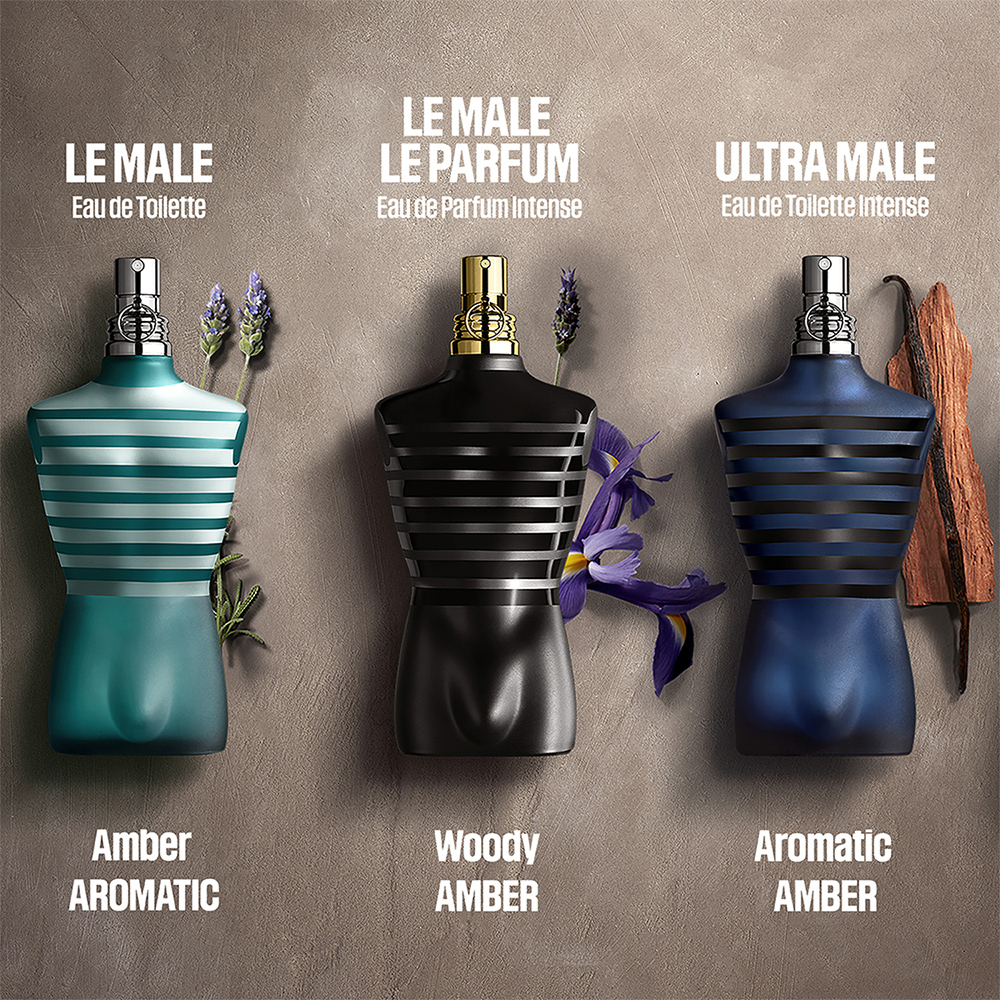 LE MALE
Eau de Toilette
LE MALE
LE PARFUM
Eau de Parfum Intense
ULTRA MALE
Eau de Toilette Intense
Amber
AROMATIC
Woody
AMBER
Aromatic
AMBER